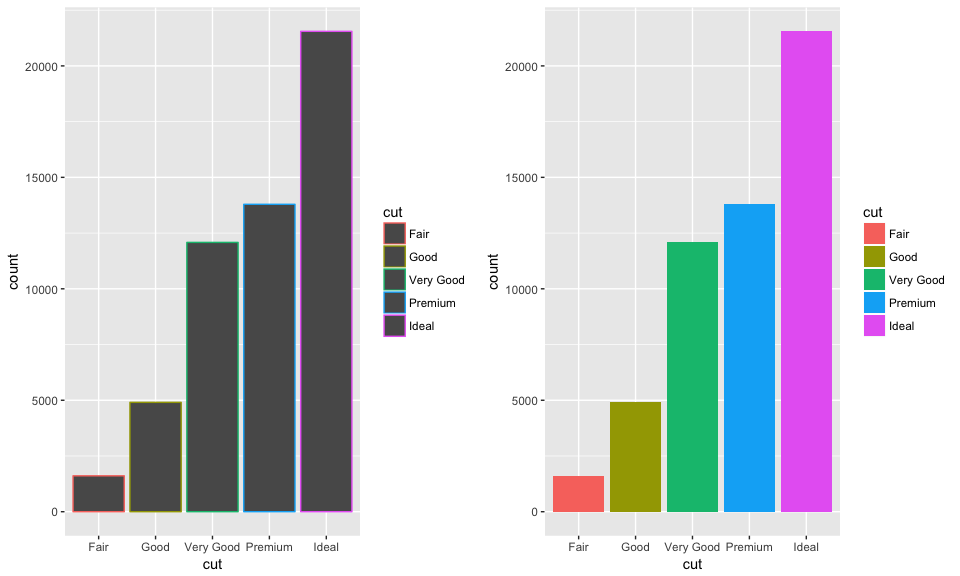 count
20000
15000
10000
5000
0
Fair Good Very Good Premium Ideal
cut
cut
Fair
Good
Very Good
Premium
Ideal
count
20000
15000
10000
5000
0
Fair Good Very Good Premium Ideal
cut
cut
Fair
Good
Very Good
Premium
Ideal